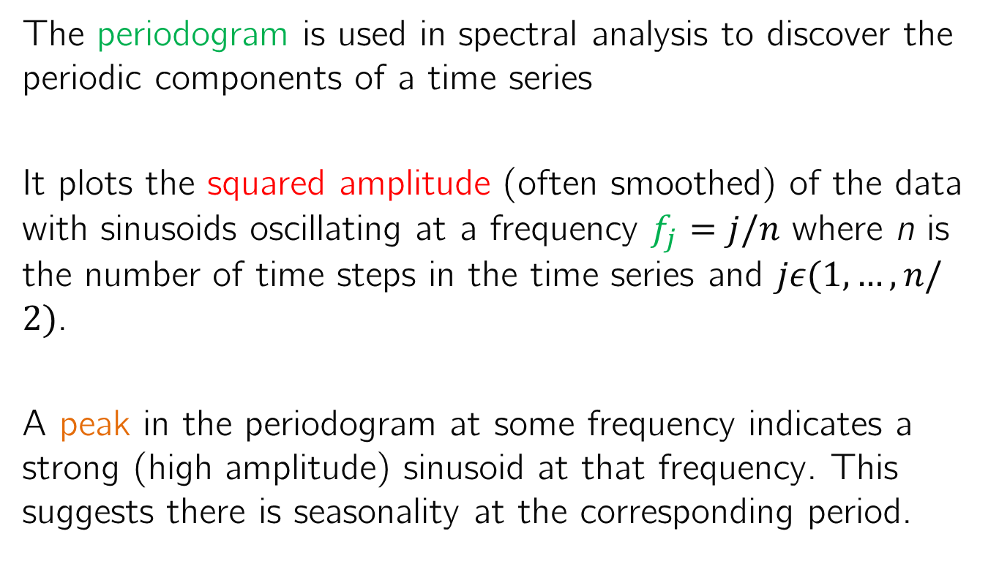 The periodogram is used in spectral analysis to discover the
periodic components of a time series
It plots the squared amplitude (often smoothed) of the data
with sinusoids oscillating at a frequency fⱼ = j/n where n is
the number of time steps in the time series and jϵ(1, … , n/
2).
A peak in the periodogram at some frequency indicates a
strong (high amplitude) sinusoid at that frequency. This
suggests there is seasonality at the corresponding period.